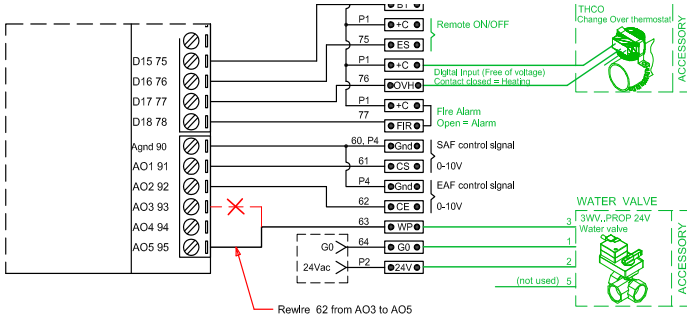 BT
THCO
Change Over thermostat
P1
+C
Remote ON/OFF
ACCESSORY
75
ES
D15 75
P1
+C
D16 76
76
OVH
Digital Input (Free of voltage)
Contact closed = Heating
D17 77
P1
+C
Fire Alarm
Open = Alarm
D18 78
77
FIR
Agnd 90
60, P4
Gnd
SAF control signal
AO1 91
61
CS
0-10V
AO2 92
P4
Gnd
EAF control signal
AO3 93
62
CE
0-10V
WATER VALVE
AO4 94
63
WP
3
3WV..PROP 24V
Water valve
AO5 95
G0
64
G0
1
24Vac
P2
24V
2
(not used)
5
ACCESSORY
Rewire 62 from AO3 to AO5